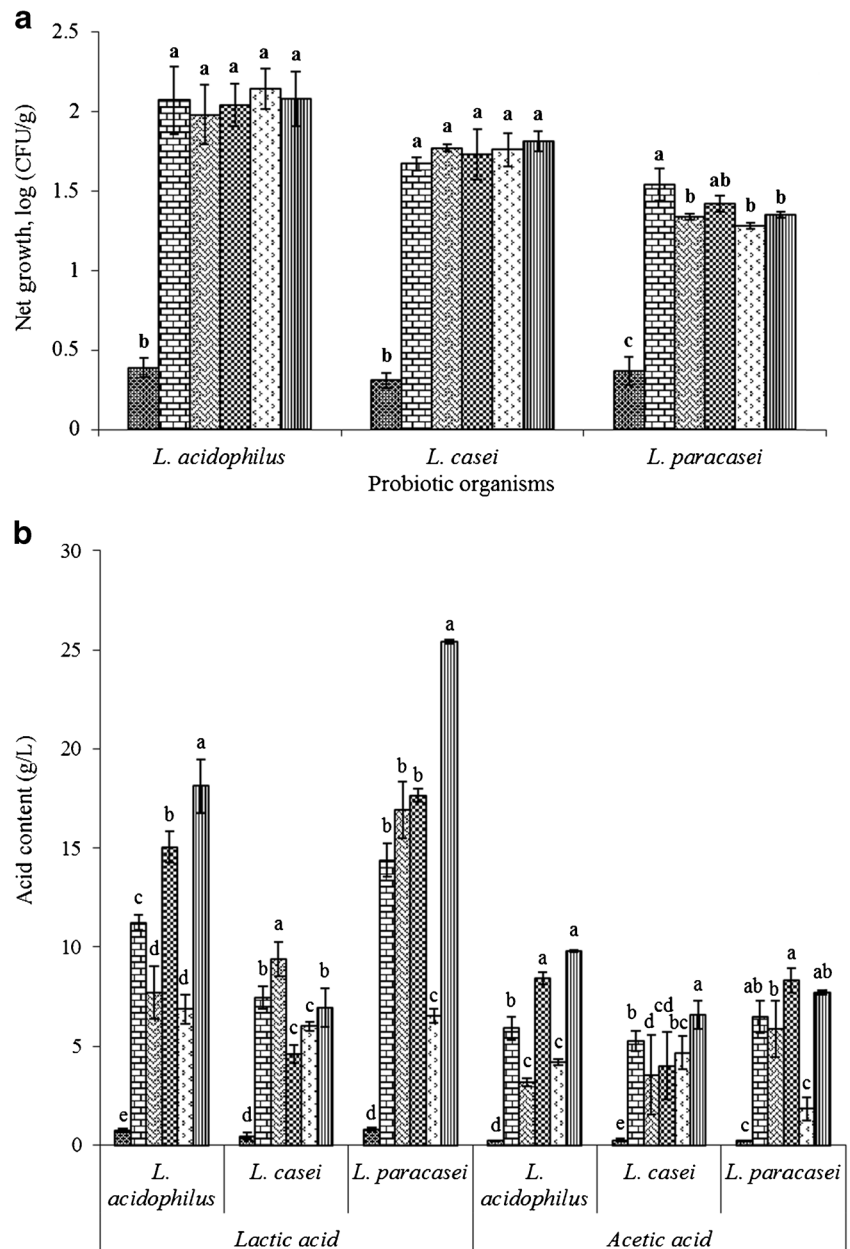 a
2.5
2
1.5
1
0.5
0
Net growth, log (CFU/g)
b a a a a a
b a a a a a
c a b ab b b
L. acidophilus L. casei L. paracasei
Probiotic organisms
b
30
25
20
15
10
5
0
Acid content (g/L)
e c d b d a
d b a c c b
d b b b c a
d b c a c a
e b d cd bc a
c ab b a c ab
L. acidophilus L. casei L. paracasei L. acidophilus L. casei L. paracasei
Lactic acid Acetic acid